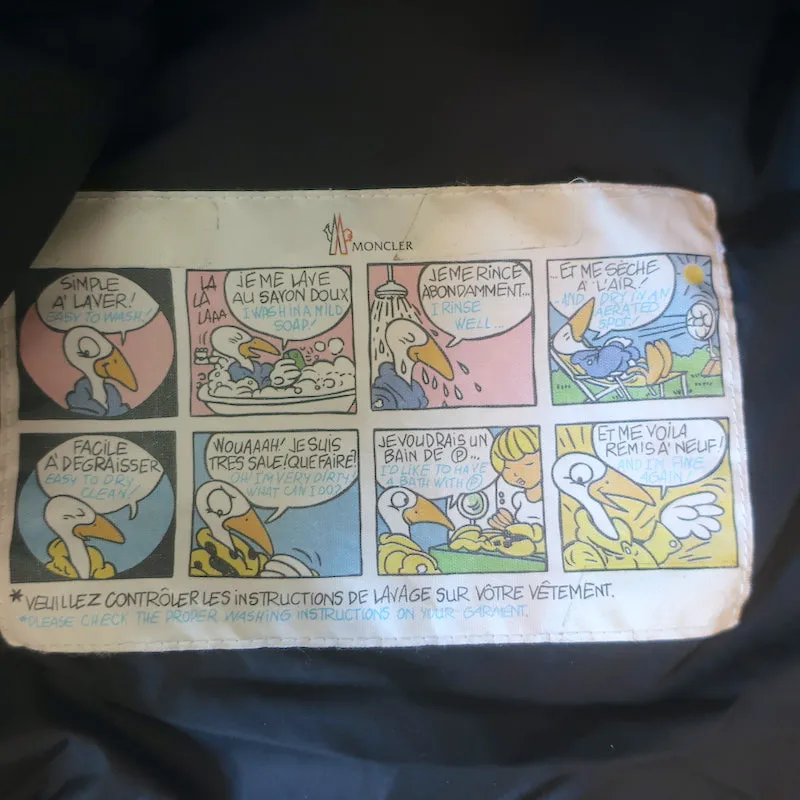 MONCLER
SIMPLE
A' LAVER!
EASY TO WASH!
LA
LA
LAAA
JE ME LAVE
AU SAVON DOUX
I WASH IN A MILD
SOAP!
JE ME RINCE
ABONDAMMENT...
I RINSE
WELL...
...ET ME SÈCHE
A' L'AIR!
...AND DRY IN AN
AERATED
SPOT!
FACILE
A' DEGRAISSER
EASY TO DRY
CLEAN!
WOUAAAH! JE SUIS
TRES SALE! QUE FAIRE?
OH I'M VERY DIRTY!
WHAT CAN I DO?
JE VOUDRAIS UN
BAIN DE Ⓟ...
I'D LIKE TO HAVE
A BATH WITH Ⓟ
ET ME VOILA
REMIS A' NEUF!
AND I'M FINE
AGAIN!
*VEUILLEZ CONTRÔLER LES INSTRUCTIONS DE LAVAGE SUR VÔTRE VÊTEMENT.
*PLEASE CHECK THE PROPER WASHING INSTRUCTIONS ON YOUR GARMENT.